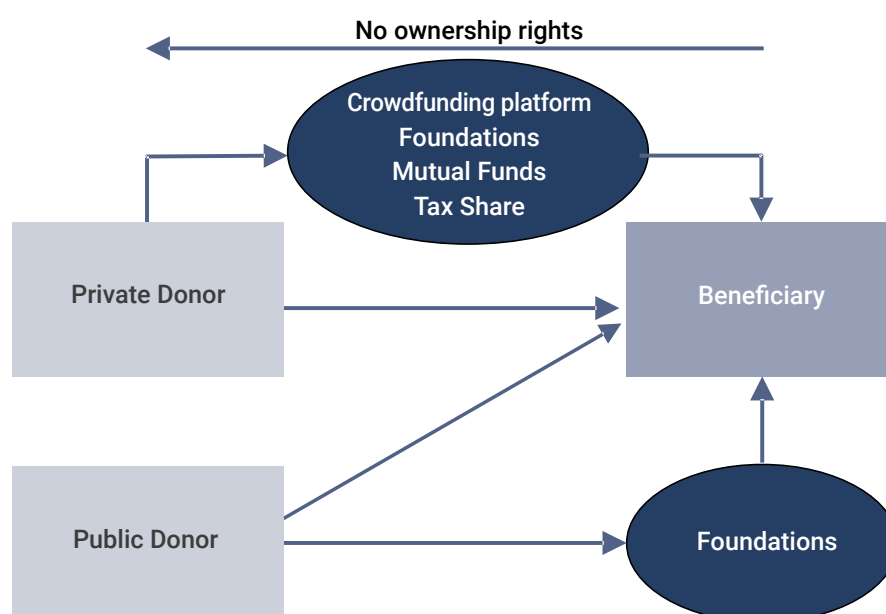 No ownership rights
Crowdfunding platform
Foundations
Mutual Funds
Tax Share
Private Donor
Beneficiary
Public Donor
Foundations